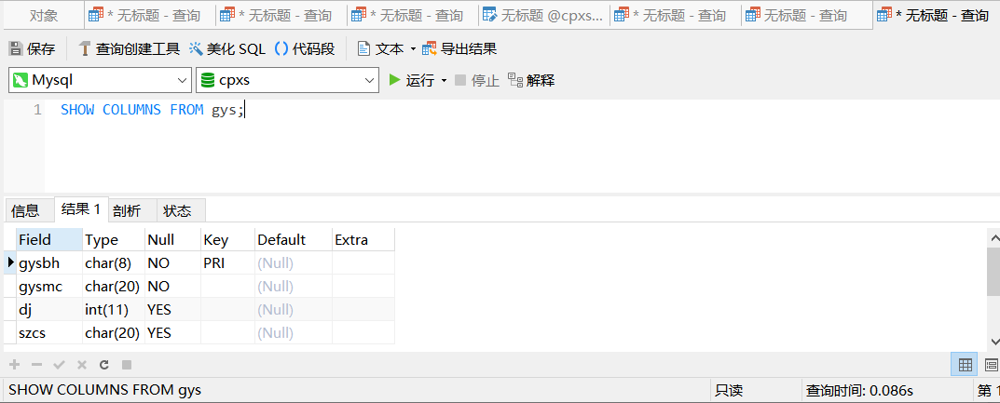 对象 * 无标题 - 查询 * 无标题 - 查询 * 无标题 - 查询 无标题 @cpxs... * 无标题 - 查询 无标题 - 查询 * 无标题 - 查询
保存 查询创建工具 美化 SQL () 代码段 文本 导出结果
Mysql cpxs 运行 停止 解释
1 SHOW COLUMNS FROM gys;
信息 结果 1 剖析 状态
Field Type Null Key Default Extra
gysbh char(8) NO PRI (Null)
gysmc char(20) NO (Null)
dj int(11) YES (Null)
szcs char(20) YES (Null)
SHOW COLUMNS FROM gys 只读 查询时间: 0.086s 第 1